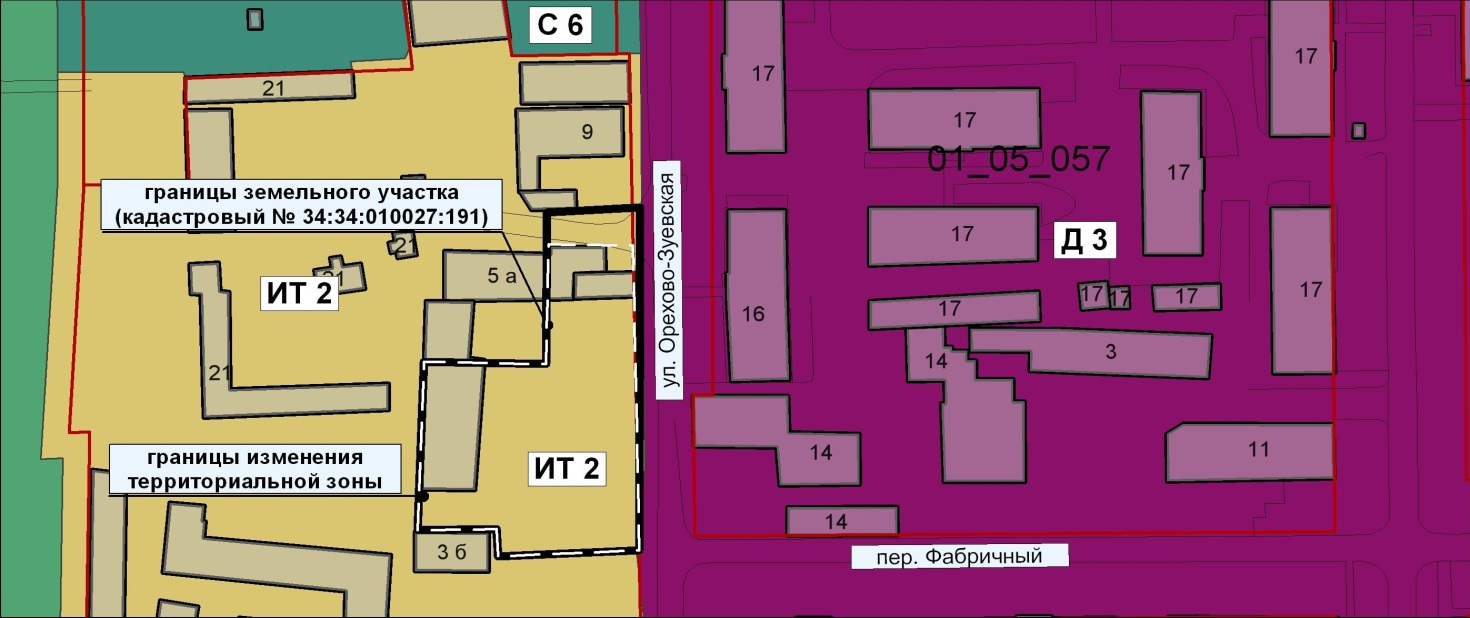 С 6
17
17
21
17
9
01_05_057
17
границы земельного участка
(кадастровый № 34:34:010027:191)
ул. Орехово-Зуевская
17
Д 3
21
21
5 а
ИТ 2
17
17
17
17
17
16
14
3
21
границы изменения
территориальной зоны
ИТ 2
14
11
14
3 б
пер. Фабричный